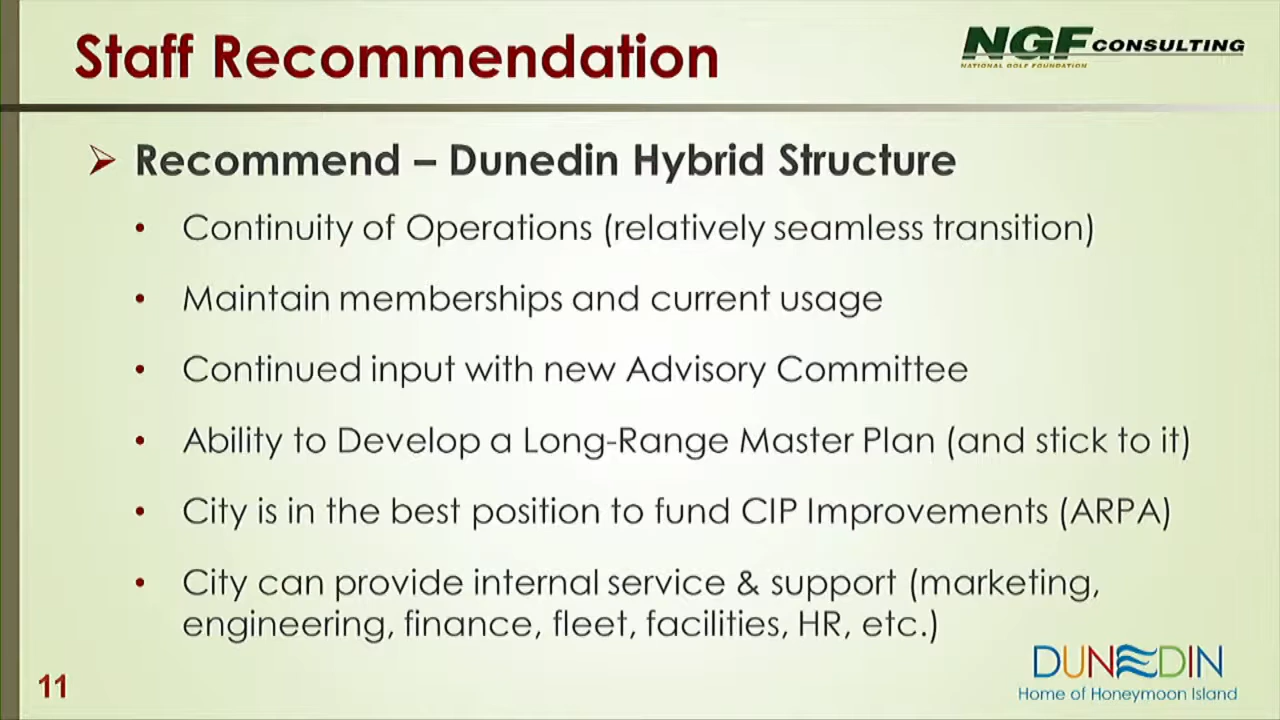 Staff Recommendation
NGF CONSULTING
NATIONAL GOLF FOUNDATION
➢ Recommend – Dunedin Hybrid Structure
• Continuity of Operations (relatively seamless transition)
• Maintain memberships and current usage
• Continued input with new Advisory Committee
• Ability to Develop a Long-Range Master Plan (and stick to it)
• City is in the best position to fund CIP Improvements (ARPA)
• City can provide internal service & support (marketing,
engineering, finance, fleet, facilities, HR, etc.)
DUNEDIN
Home of Honeymoon Island
11